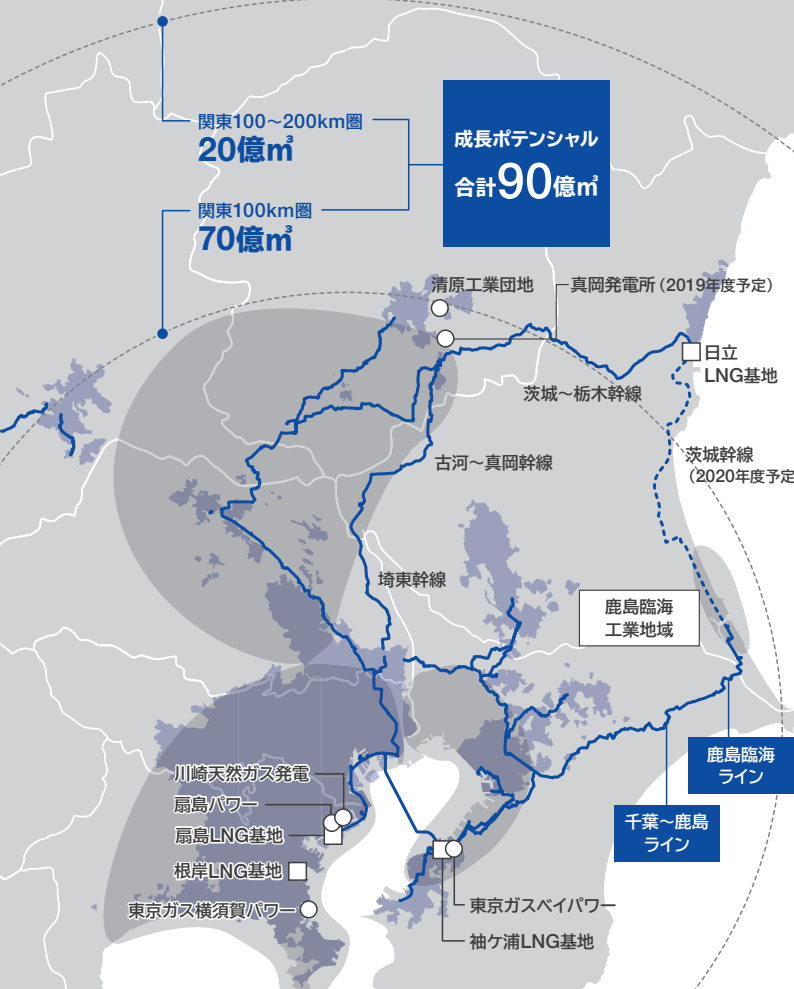 関東100〜200km圏
20億㎥
成長ポテンシャル
合計90億㎥
関東100km圏
70億㎥
清原工業団地
真岡発電所（2019年度予定）
日立
LNG基地
茨城〜栃木幹線
茨城幹線
（2020年度予定
古河〜真岡幹線
埼東幹線
鹿島臨海
工業地域
鹿島臨海
ライン
千葉〜鹿島
ライン
川崎天然ガス発電
扇島パワー
扇島LNG基地
根岸LNG基地
東京ガス横須賀パワー
東京ガスベイパワー
袖ケ浦LNG基地